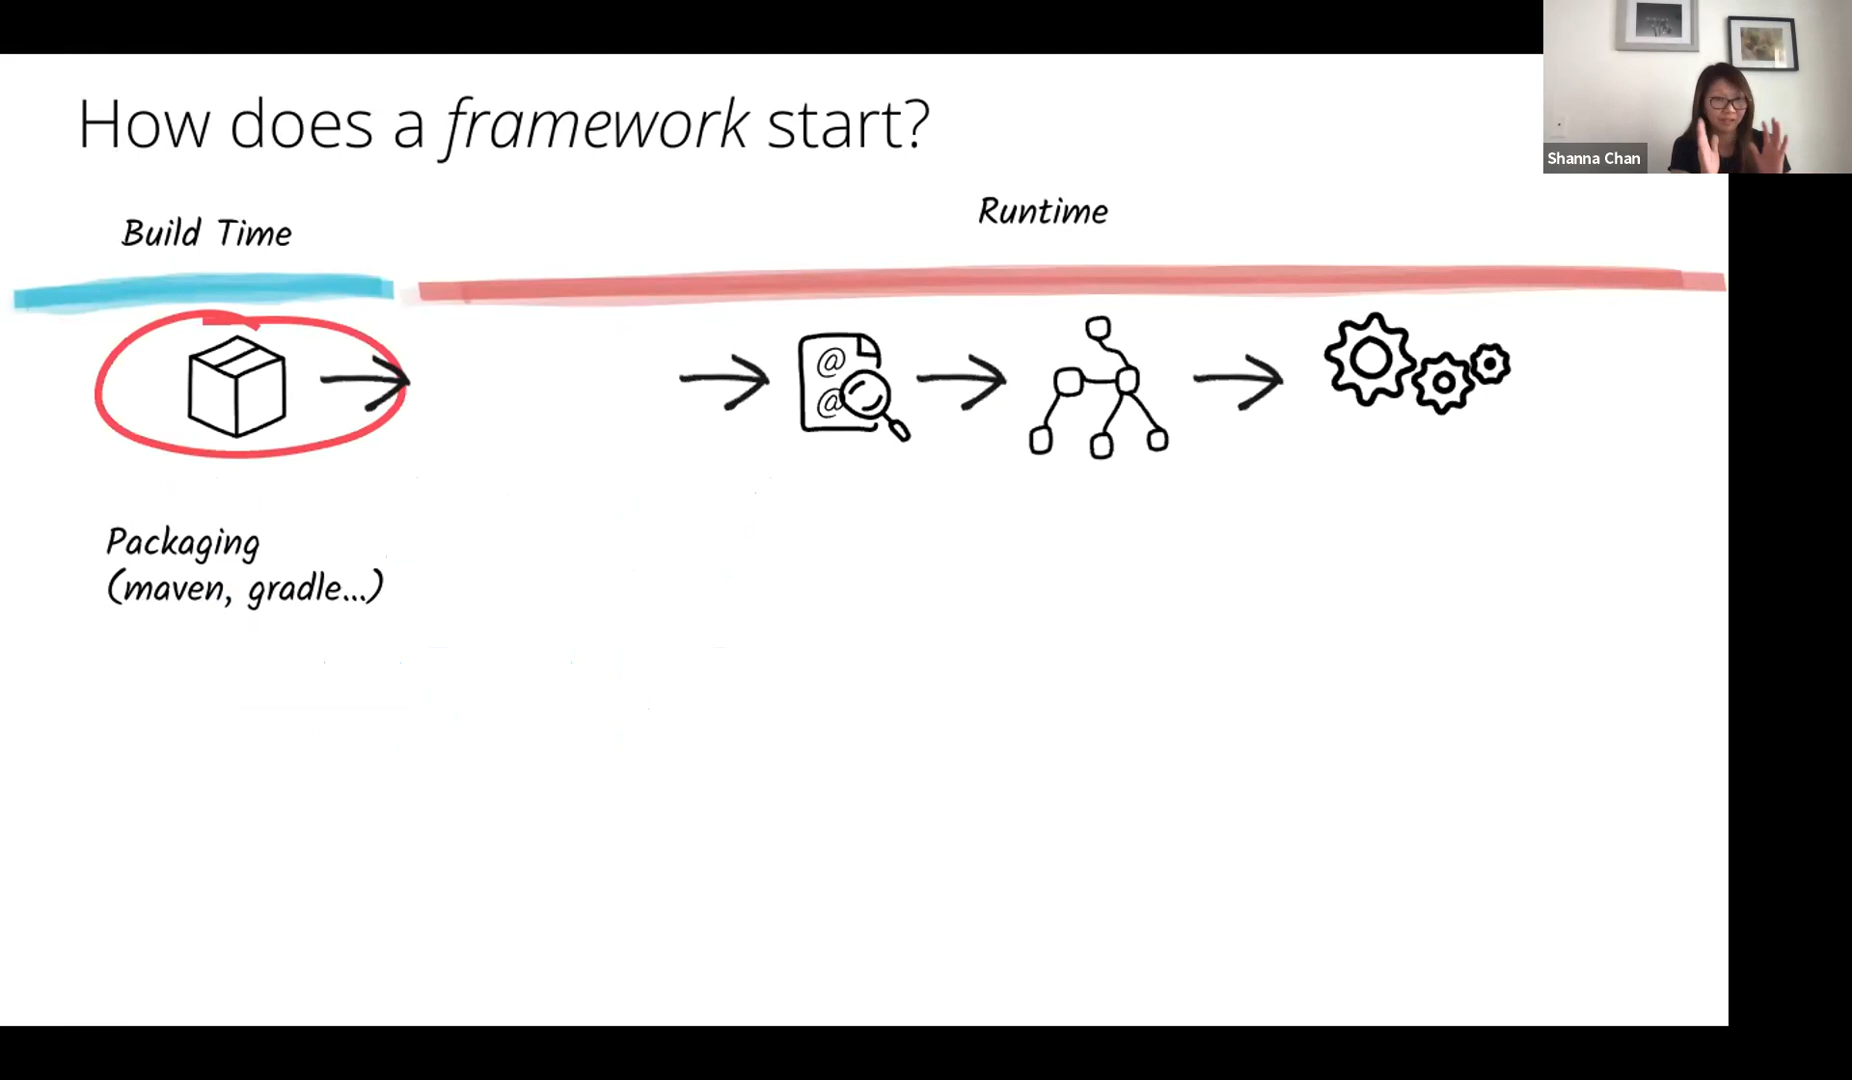 How does a framework start?
Shanna Chan
Build Time
Runtime
@
@
Packaging
(maven, gradle...)